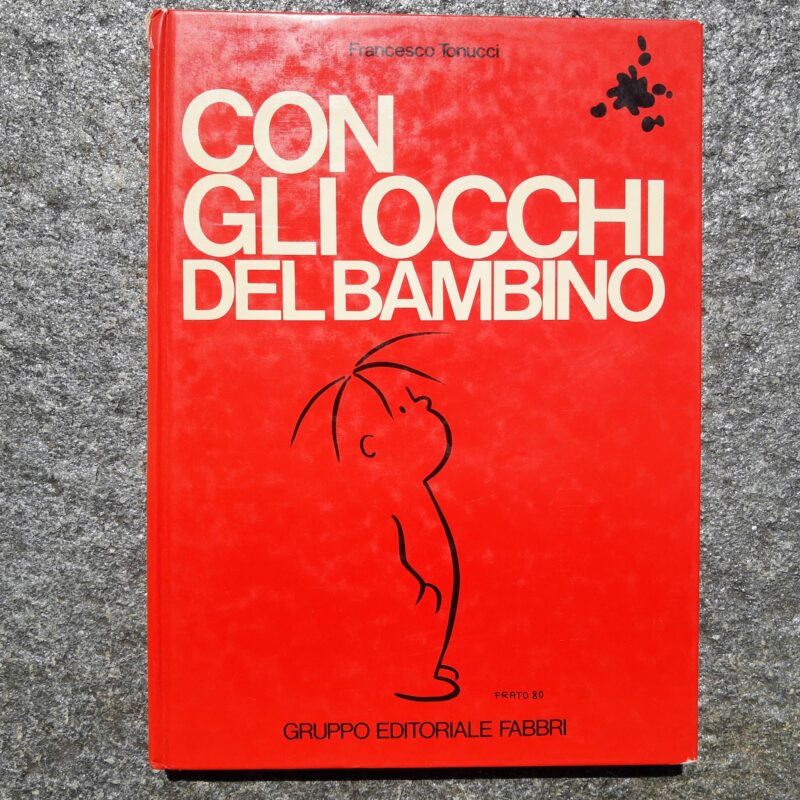 Francesco Tonucci
CON
GLI OCCHI
DEL BAMBINO
FRATO 80
GRUPPO EDITORIALE FABBRI